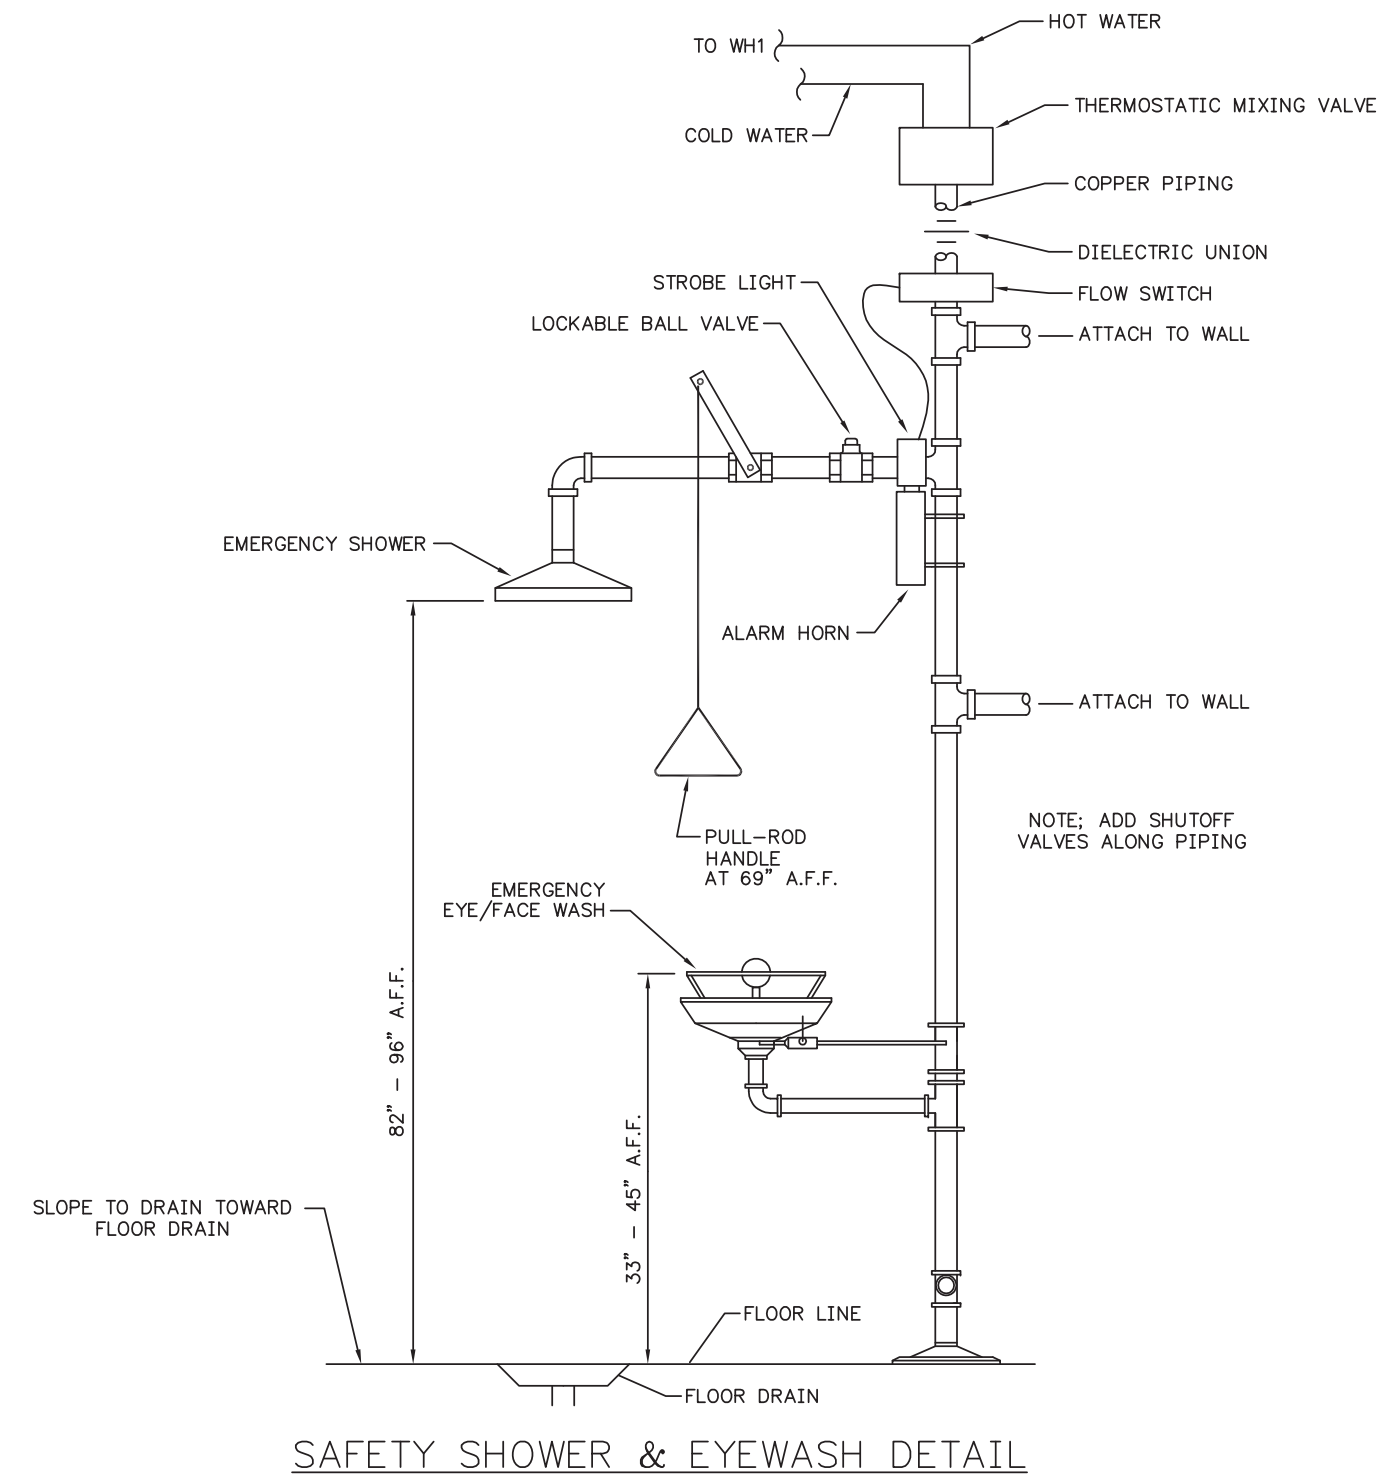 HOT WATER
TO WH1
THERMOSTATIC MIXING VALVE
COLD WATER
COPPER PIPING
DIELECTRIC UNION
STROBE LIGHT
FLOW SWITCH
LOCKABLE BALL VALVE
ATTACH TO WALL
EMERGENCY SHOWER
ALARM HORN
ATTACH TO WALL
NOTE; ADD SHUTOFF
VALVES ALONG PIPING
PULL-ROD
HANDLE
AT 69" A.F.F.
EMERGENCY
EYE/FACE WASH
82" - 96" A.F.F.
33" - 45" A.F.F.
SLOPE TO DRAIN TOWARD
FLOOR DRAIN
FLOOR LINE
FLOOR DRAIN
SAFETY SHOWER & EYEWASH DETAIL